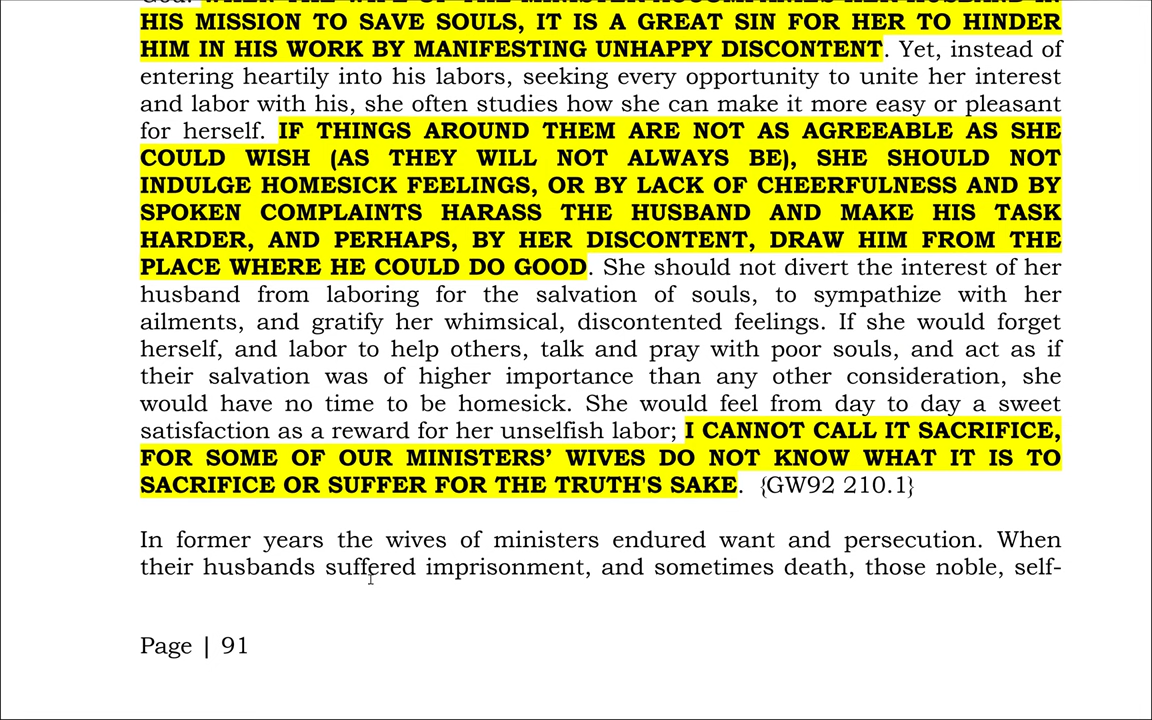 God. WHEN THE WIFE OF THE MINISTER ACCOMPANIES HER HUSBAND IN
HIS MISSION TO SAVE SOULS, IT IS A GREAT SIN FOR HER TO HINDER
HIM IN HIS WORK BY MANIFESTING UNHAPPY DISCONTENT. Yet, instead of
entering heartily into his labors, seeking every opportunity to unite her interest
and labor with his, she often studies how she can make it more easy or pleasant
for herself. IF THINGS AROUND THEM ARE NOT AS AGREEABLE AS SHE
COULD WISH (AS THEY WILL NOT ALWAYS BE), SHE SHOULD NOT
INDULGE HOMESICK FEELINGS, OR BY LACK OF CHEERFULNESS AND BY
SPOKEN COMPLAINTS HARASS THE HUSBAND AND MAKE HIS TASK
HARDER, AND PERHAPS, BY HER DISCONTENT, DRAW HIM FROM THE
PLACE WHERE HE COULD DO GOOD. She should not divert the interest of her
husband from laboring for the salvation of souls, to sympathize with her
ailments, and gratify her whimsical, discontented feelings. If she would forget
herself, and labor to help others, talk and pray with poor souls, and act as if
their salvation was of higher importance than any other consideration, she
would have no time to be homesick. She would feel from day to day a sweet
satisfaction as a reward for her unselfish labor; I CANNOT CALL IT SACRIFICE,
FOR SOME OF OUR MINISTERS’ WIVES DO NOT KNOW WHAT IT IS TO
SACRIFICE OR SUFFER FOR THE TRUTH'S SAKE. {GW92 210.1}
In former years the wives of ministers endured want and persecution. When
their husbands suffered imprisonment, and sometimes death, those noble, self-
Page | 91